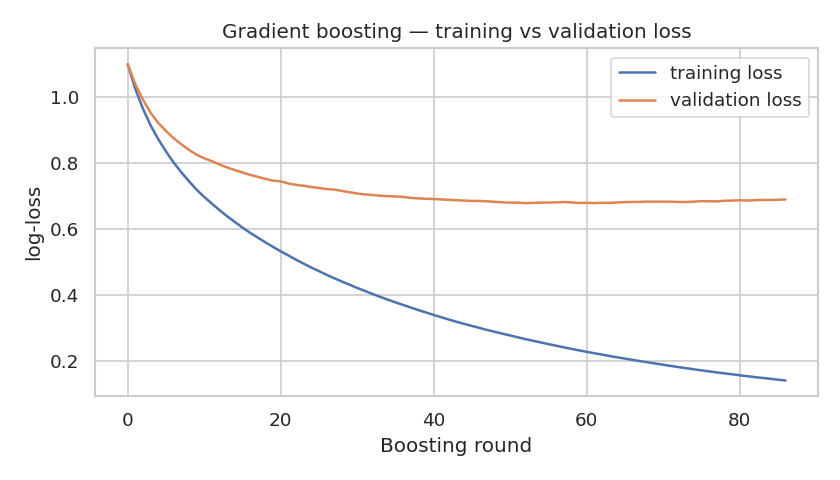 Gradient boosting — training vs validation loss
training loss
validation loss
log-loss
1.0
0.8
0.6
0.4
0.2
0 20 40 60 80
Boosting round